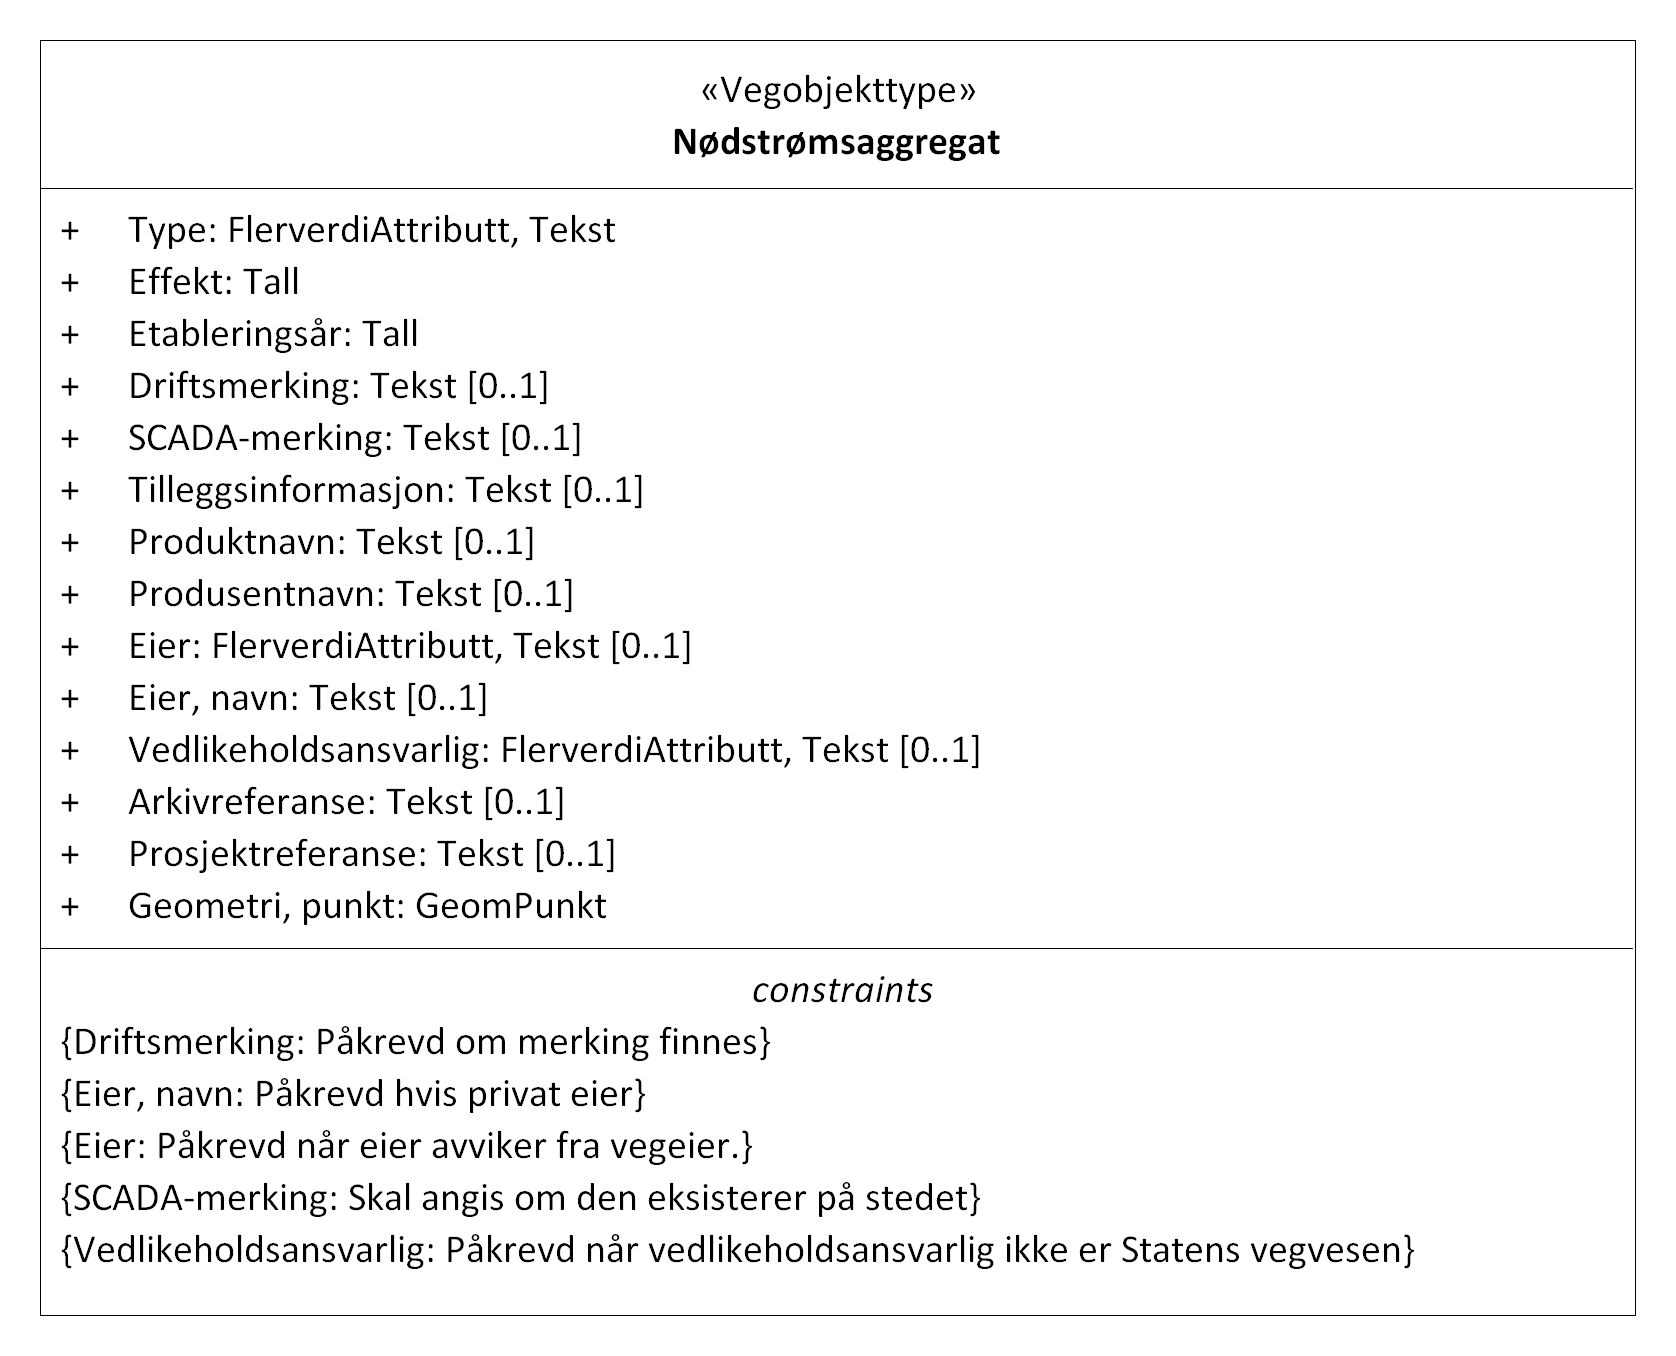 «Vegobjekttype»
Nødstrømsaggregat
+ Type: FlerverdiAttributt, Tekst
+ Effekt: Tall
+ Etableringsår: Tall
+ Driftsmerking: Tekst [0..1]
+ SCADA-merking: Tekst [0..1]
+ Tilleggsinformasjon: Tekst [0..1]
+ Produktnavn: Tekst [0..1]
+ Produsentnavn: Tekst [0..1]
+ Eier: FlerverdiAttributt, Tekst [0..1]
+ Eier, navn: Tekst [0..1]
+ Vedlikeholdsansvarlig: FlerverdiAttributt, Tekst [0..1]
+ Arkivreferanse: Tekst [0..1]
+ Prosjektreferanse: Tekst [0..1]
+ Geometri, punkt: GeomPunkt
constraints
{Driftsmerking: Påkrevd om merking finnes}
{Eier, navn: Påkrevd hvis privat eier}
{Eier: Påkrevd når eier avviker fra vegeier.}
{SCADA-merking: Skal angis om den eksisterer på stedet}
{Vedlikeholdsansvarlig: Påkrevd når vedlikeholdsansvarlig ikke er Statens vegvesen}